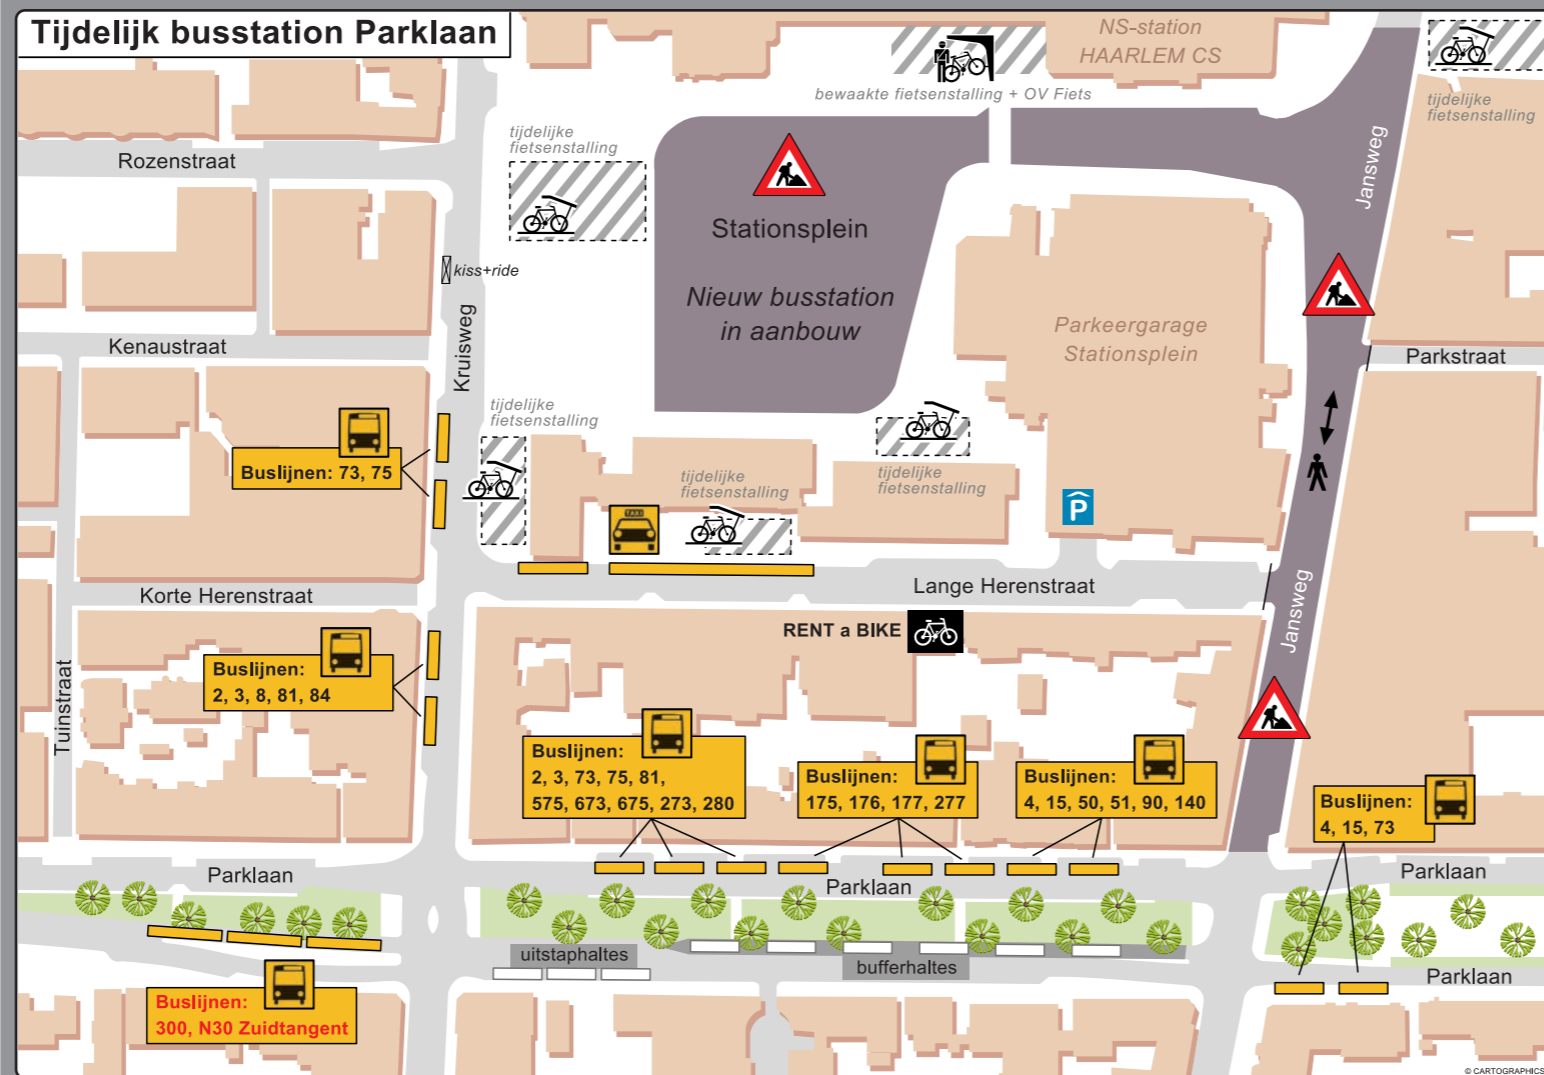 Tijdelijk busstation Parklaan
NS-station
HAARLEM CS
bewaakte fietsenstalling + OV Fiets
tijdelijke
fietsenstalling
tijdelijke
fietsenstalling
Rozenstraat
Jansweg
Stationsplein
Nieuw busstation
in aanbouw
kiss+ride
Kruisweg
Kenaustraat
Parkeergarage
Stationsplein
Parkstraat
tijdelijke
fietsenstalling
Buslijnen: 73, 75
tijdelijke
fietsenstalling
tijdelijke
fietsenstalling
P
TAXI
Lange Herenstraat
Korte Herenstraat
Jansweg
RENT a BIKE
Tuinstraat
Buslijnen:
2, 3, 8, 81, 84
Buslijnen:
2, 3, 73, 75, 81,
575, 673, 675, 273, 280
Buslijnen:
175, 176, 177, 277
Buslijnen:
4, 15, 50, 51, 90, 140
Buslijnen:
4, 15, 73
Parklaan
Parklaan
Parklaan
uitstaphaltes
bufferhaltes
Parklaan
Buslijnen:
300, N30 Zuidtangent
© CARTOGRAPHICS